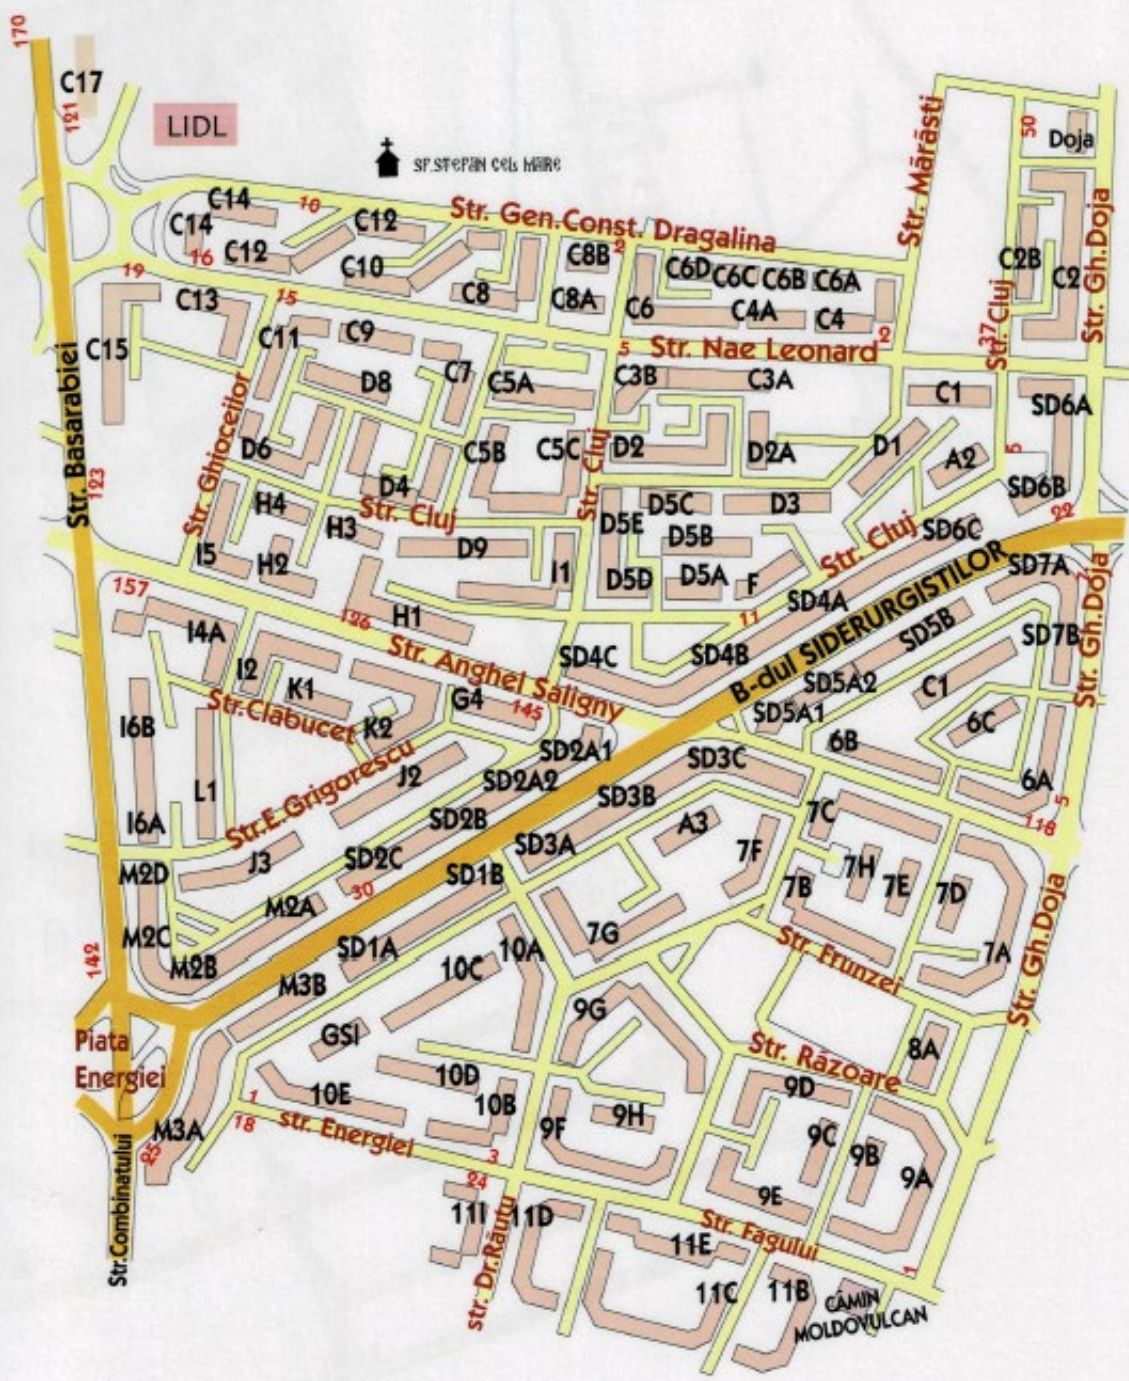 170
C17
121
LIDL
SF.STEFAN CEL MARE
50
Doja
Str. Mărăsti
C14
10
C12
Str. Gen.Const. Dragalina
C14
C12
16
19
C10
C8
C8B
2
C8A
C6D
C6C
C6B
C6A
C6
C4A
C4
2
C2B
C2
Str. Gh.Doja
Str. Cluj
37
C13
15
C15
C11
C9
C7
D8
C5A
5
Str. Nae Leonard
C3B
C3A
C1
SD6A
Str. Basarabiei
Str. Ghioceilor
D6
D4
C5B
C5C
Str. Cluj
D2
D2A
D1
A2
5
SD6B
22
123
H4
H3
Str. Cluj
D9
D5E
D5C
D3
D5B
D5D
D5A
F
Str. Cluj
SD6C
I5
H2
I1
SD4A
SD7A
7
157
126
H1
11
B-dul SIDERURGISTILOR
Str. Gh.Doja
I4A
I2
Str. Anghel Saligny
SD4C
SD4B
SD5B
SD7B
K1
SD5A2
C1
I6B
Str.Clăbucet
K2
G4
145
SD5A1
6C
SD2A1
6B
L1
J2
SD2A2
SD3C
6A
5
I6A
Str.E.Grigorescu
SD2B
SD3B
A3
7C
118
J3
SD2C
SD3A
7F
M2D
30
SD1B
7B
7H
7E
7D
M2A
M2C
M2B
SD1A
10A
7G
Str. Frunzei
7A
Str. Gh.Doja
142
M3B
10C
9G
Piata
Energiei
GSI
8A
Str. Răzoare
10D
9D
10E
10B
9H
1
18
str. Energiei
9F
9C
9B
9A
M3A
25
3
24
9E
Str.Combinatului
11I
11D
str. Dr.Răutu
Str. Fagului
11E
1
11C
11B
CĂMIN
MOLDOVULCAN